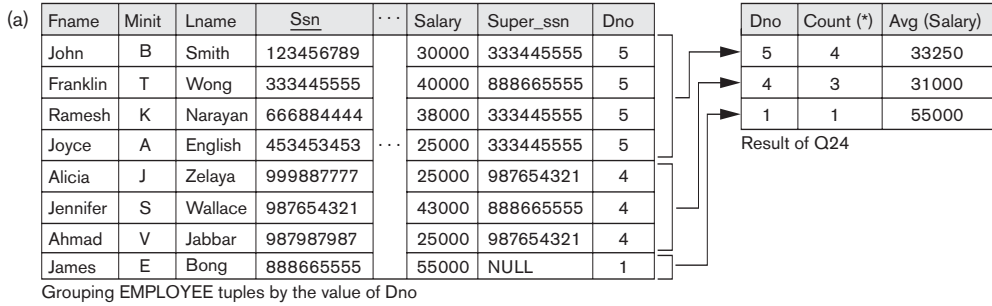 (a)
Fname Minit Lname Ssn · · · Salary Super_ssn Dno
John B Smith 123456789 30000 333445555 5
Franklin T Wong 333445555 40000 888665555 5
Ramesh K Narayan 666884444 38000 333445555 5
Joyce A English 453453453 · · · 25000 333445555 5
Alicia J Zelaya 999887777 25000 987654321 4
Jennifer S Wallace 987654321 43000 888665555 4
Ahmad V Jabbar 987987987 25000 987654321 4
James E Bong 888665555 55000 NULL 1
Grouping EMPLOYEE tuples by the value of Dno
Dno Count (*) Avg (Salary)
5 4 33250
4 3 31000
1 1 55000
Result of Q24